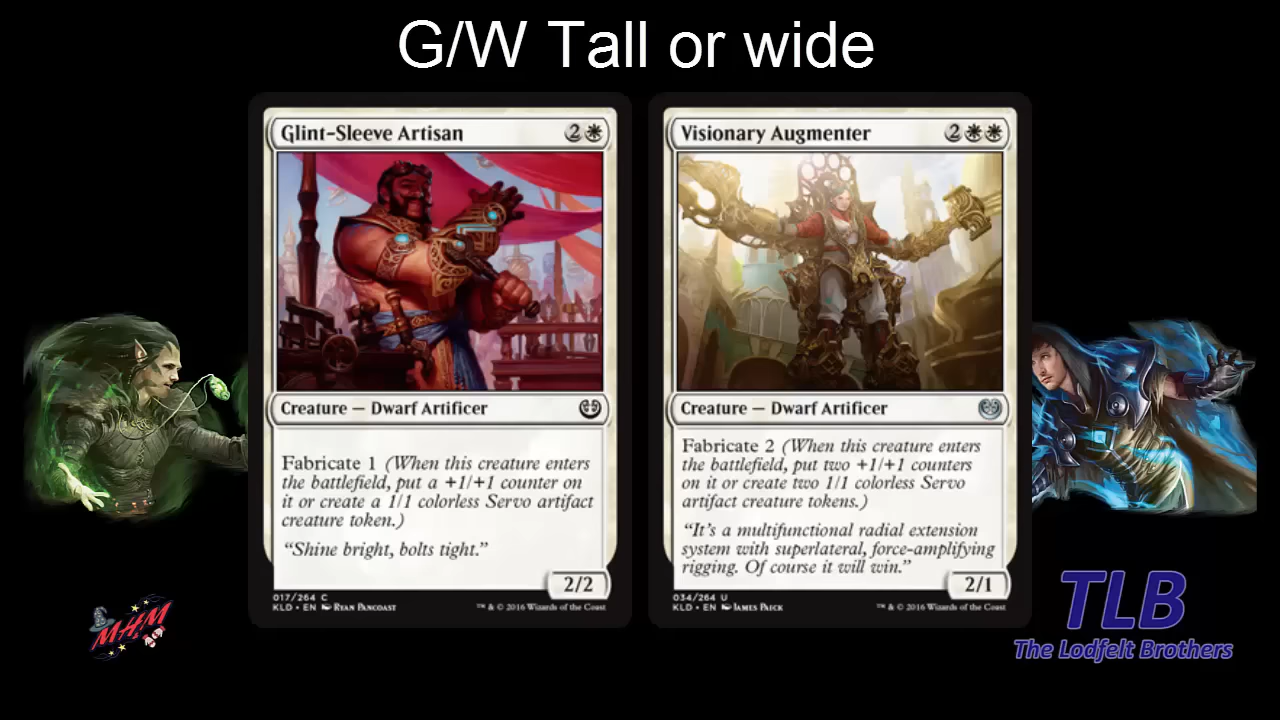 G/W Tall or wide
Glint-Sleeve Artisan 2
Creature — Dwarf Artificer
Fabricate 1 (When this creature enters
the battlefield, put a +1/+1 counter on
it or create a 1/1 colorless Servo artifact
creature token.)
“Shine bright, bolts tight.”
2/2
017/264 C
KLD • EN Ryan Pancoast
™ & © 2016 Wizards of the Coast
Visionary Augmenter 2
Creature — Dwarf Artificer
Fabricate 2 (When this creature enters
the battlefield, put two +1/+1 counters
on it or create two 1/1 colorless Servo
artifact creature tokens.)
“It’s a multifunctional radial extension
system with superlateral, force-amplifying
rigging. Of course it will win.”
2/1
034/264 U
KLD • EN James Paick
™ & © 2016 Wizards of the Coast
MHM
TLB
The Lodfelt Brothers